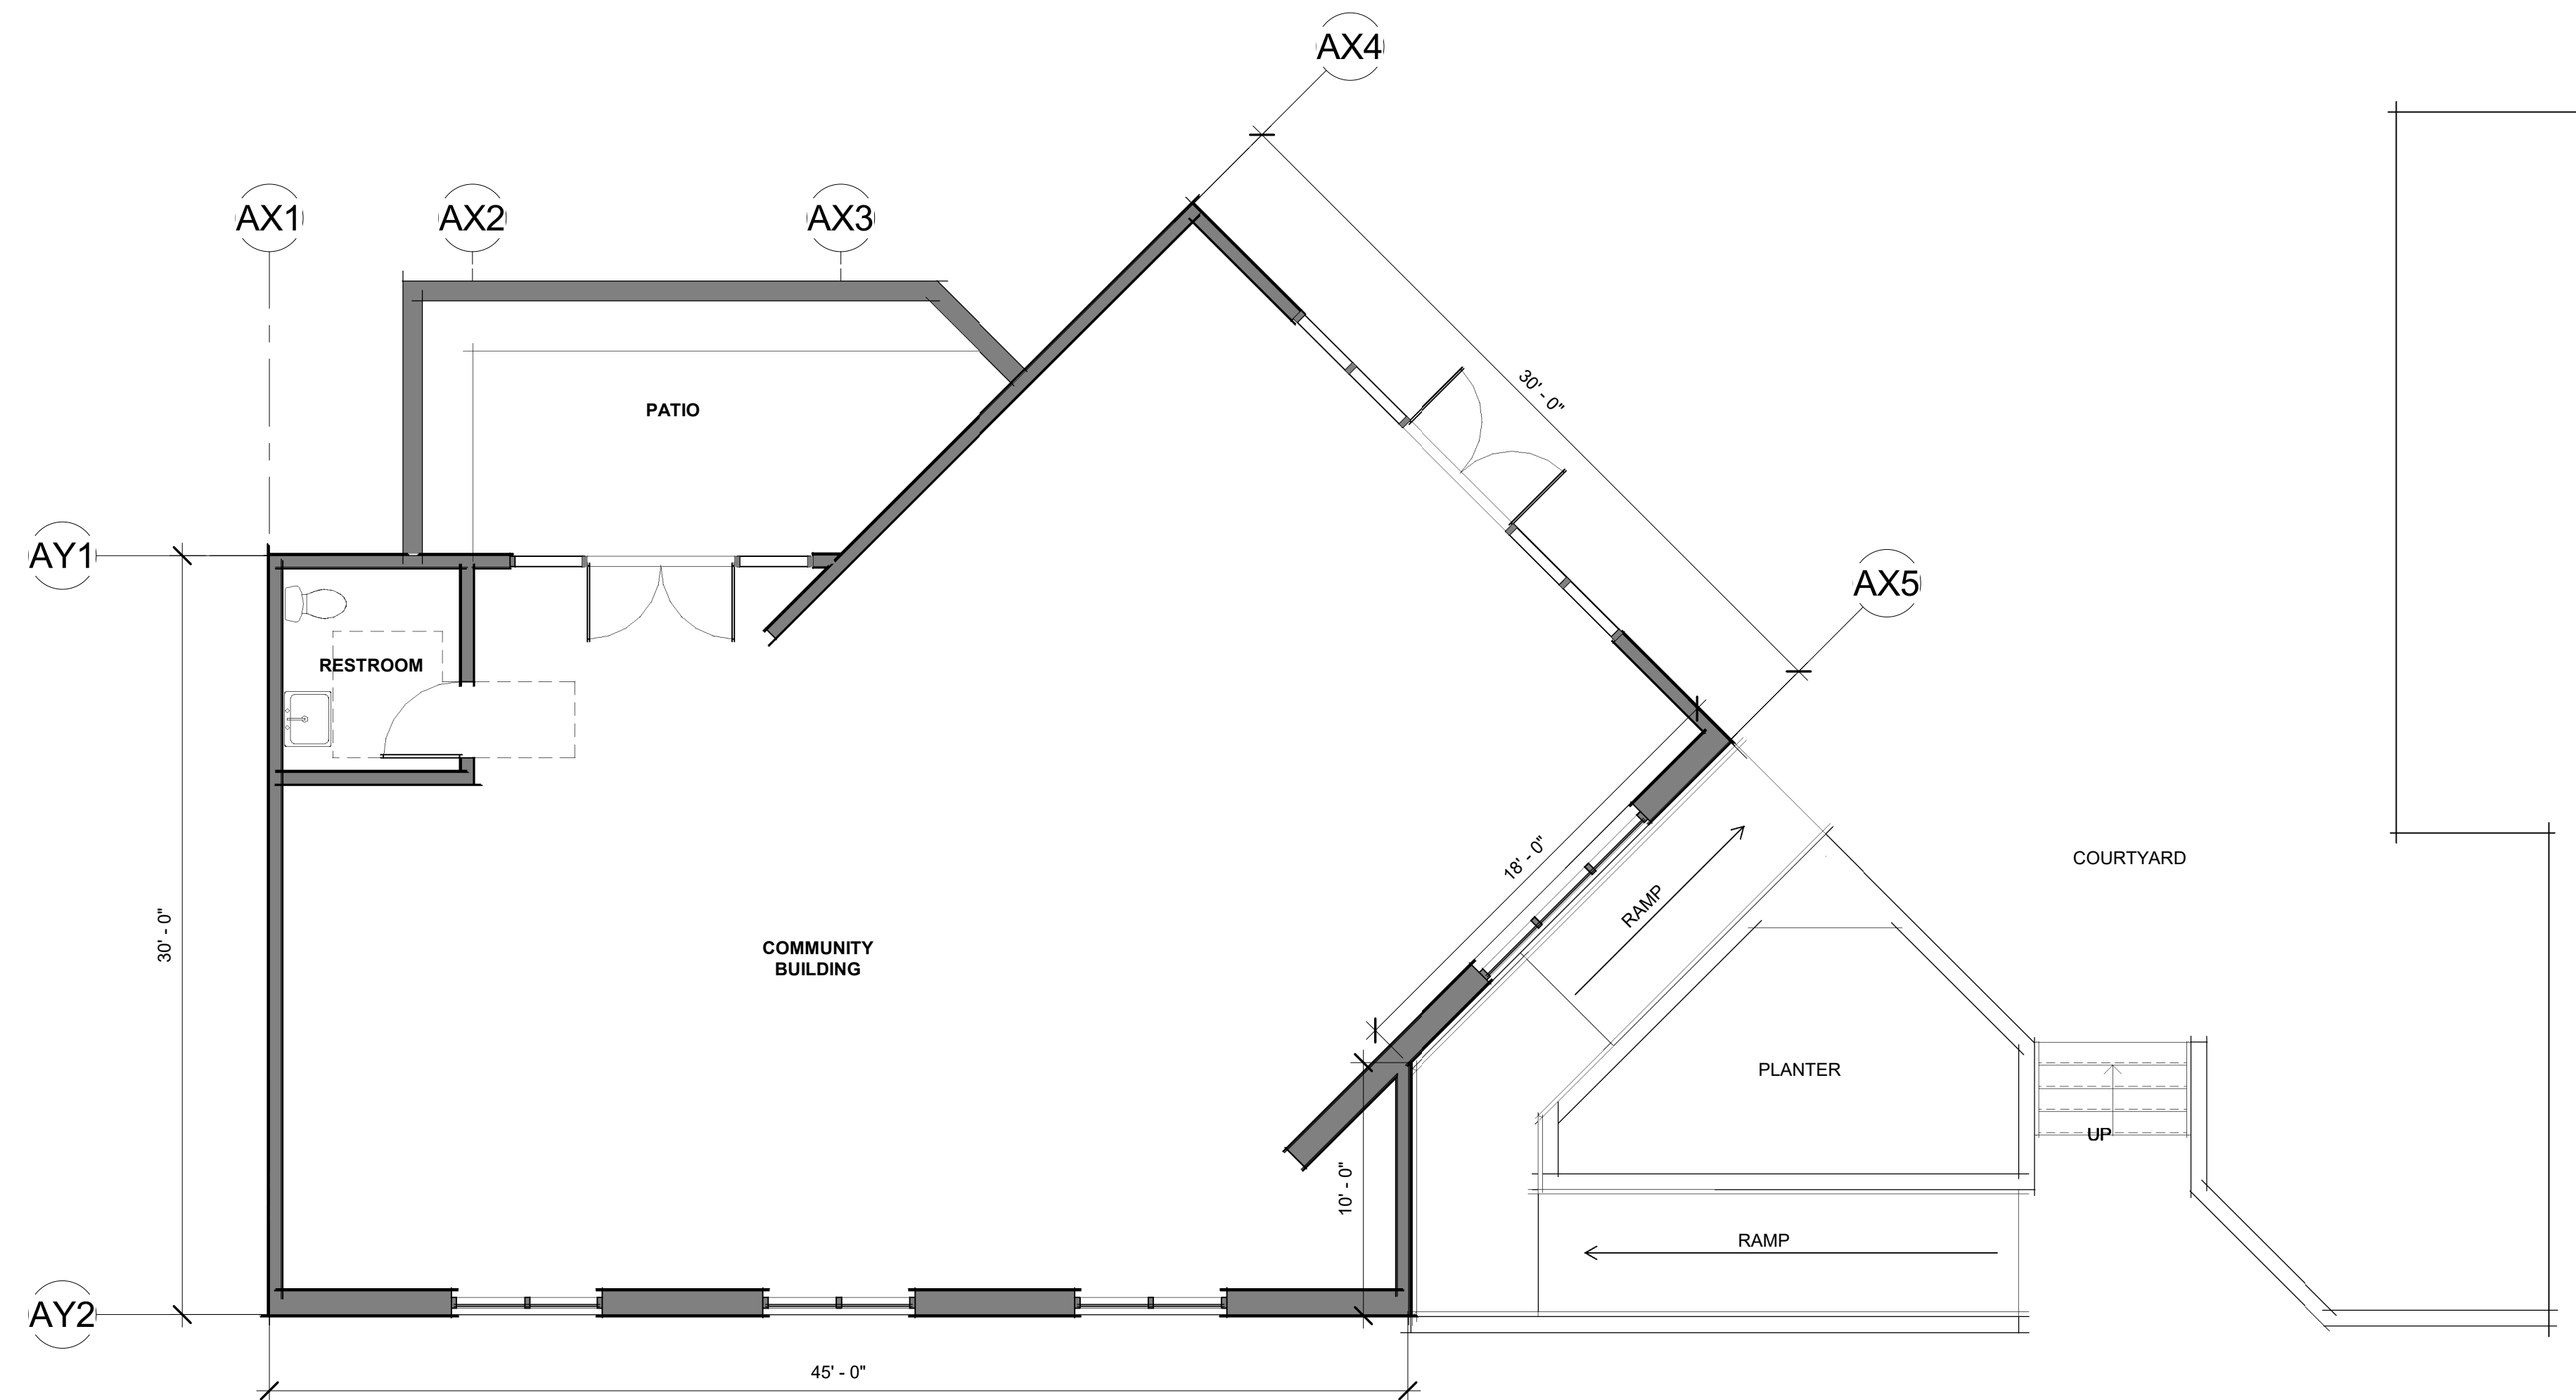 AX4
AX1
AX2
AX3
30' - 0"
PATIO
AY1
AX5
RESTROOM
18' - 0"
COURTYARD
RAMP
30' - 0"
COMMUNITY
BUILDING
PLANTER
UP
10' - 0"
RAMP
AY2
45' - 0"